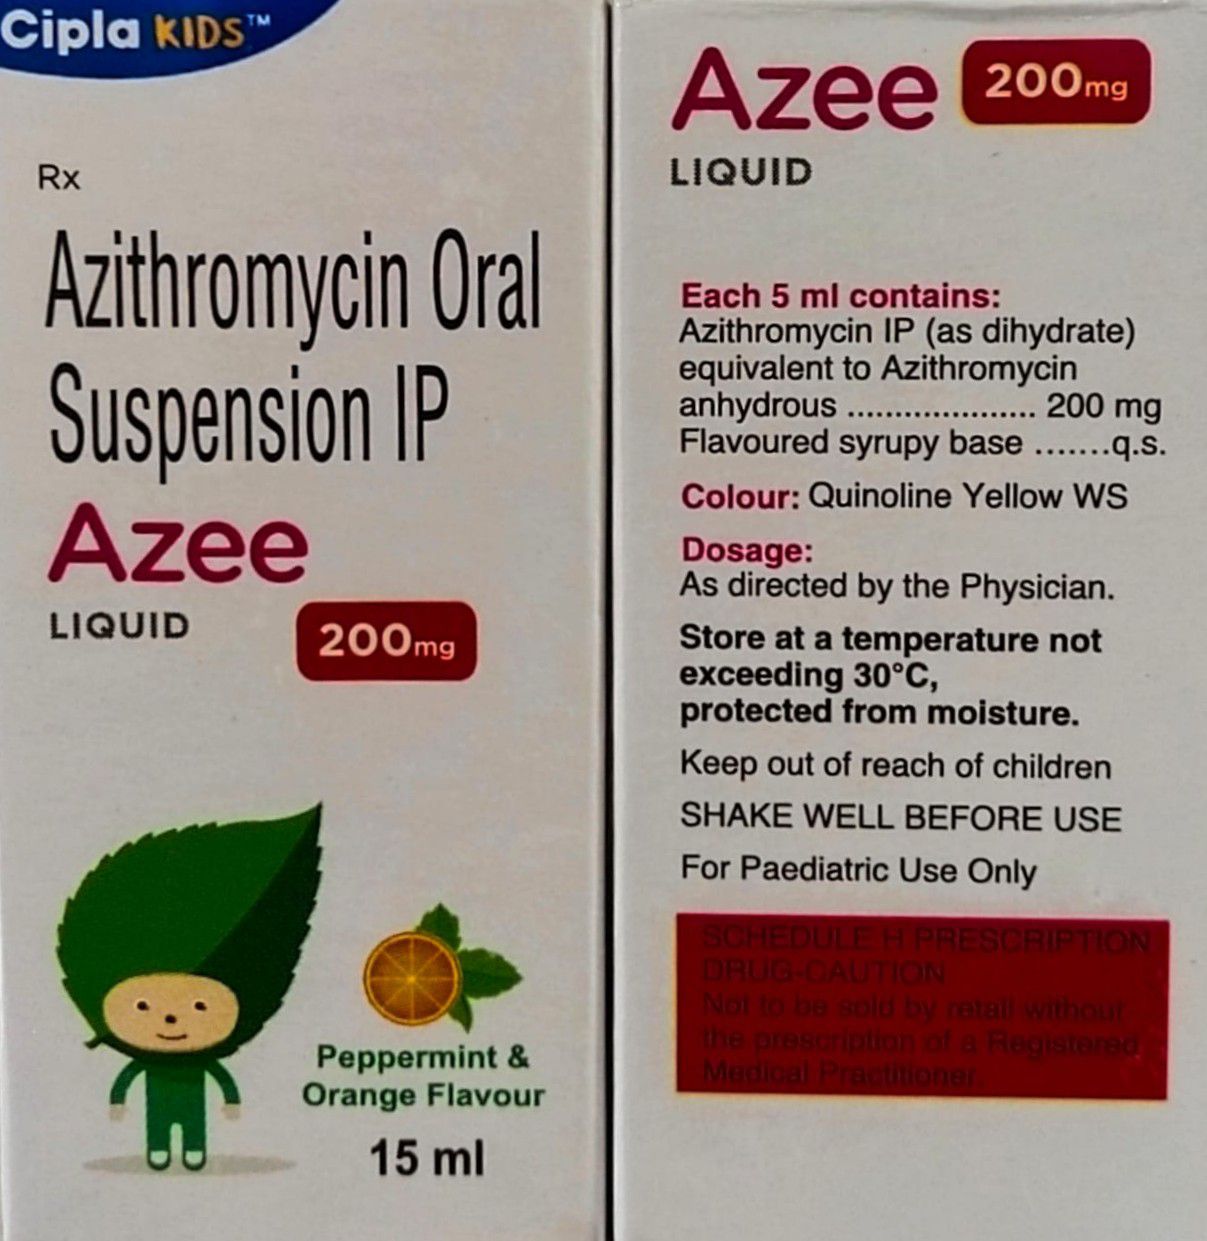 Cipla KIDS™
Rx
Azithromycin Oral
Suspension IP
Azee
LIQUID
200mg
Peppermint &
Orange Flavour
15 ml
Azee 200mg
LIQUID
Each 5 ml contains:
Azithromycin IP (as dihydrate)
equivalent to Azithromycin
anhydrous .................... 200 mg
Flavoured syrupy base .......q.s.
Colour: Quinoline Yellow WS
Dosage:
As directed by the Physician.
Store at a temperature not
exceeding 30°C,
protected from moisture.
Keep out of reach of children
SHAKE WELL BEFORE USE
For Paediatric Use Only
SCHEDULE H PRESCRIPTION
DRUG-CAUTION
Not to be sold by retail without
the prescription of a Registered
Medical Practitioner.